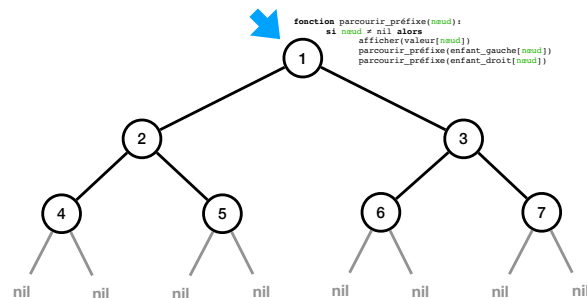 fonction parcourir_préfixe(nœud):
si nœud ≠ nil alors
afficher(valeur[nœud])
parcourir_préfixe(enfant_gauche[nœud])
parcourir_préfixe(enfant_droit[nœud])
1
2 3
4 5 6 7
nil nil nil nil nil nil nil nil